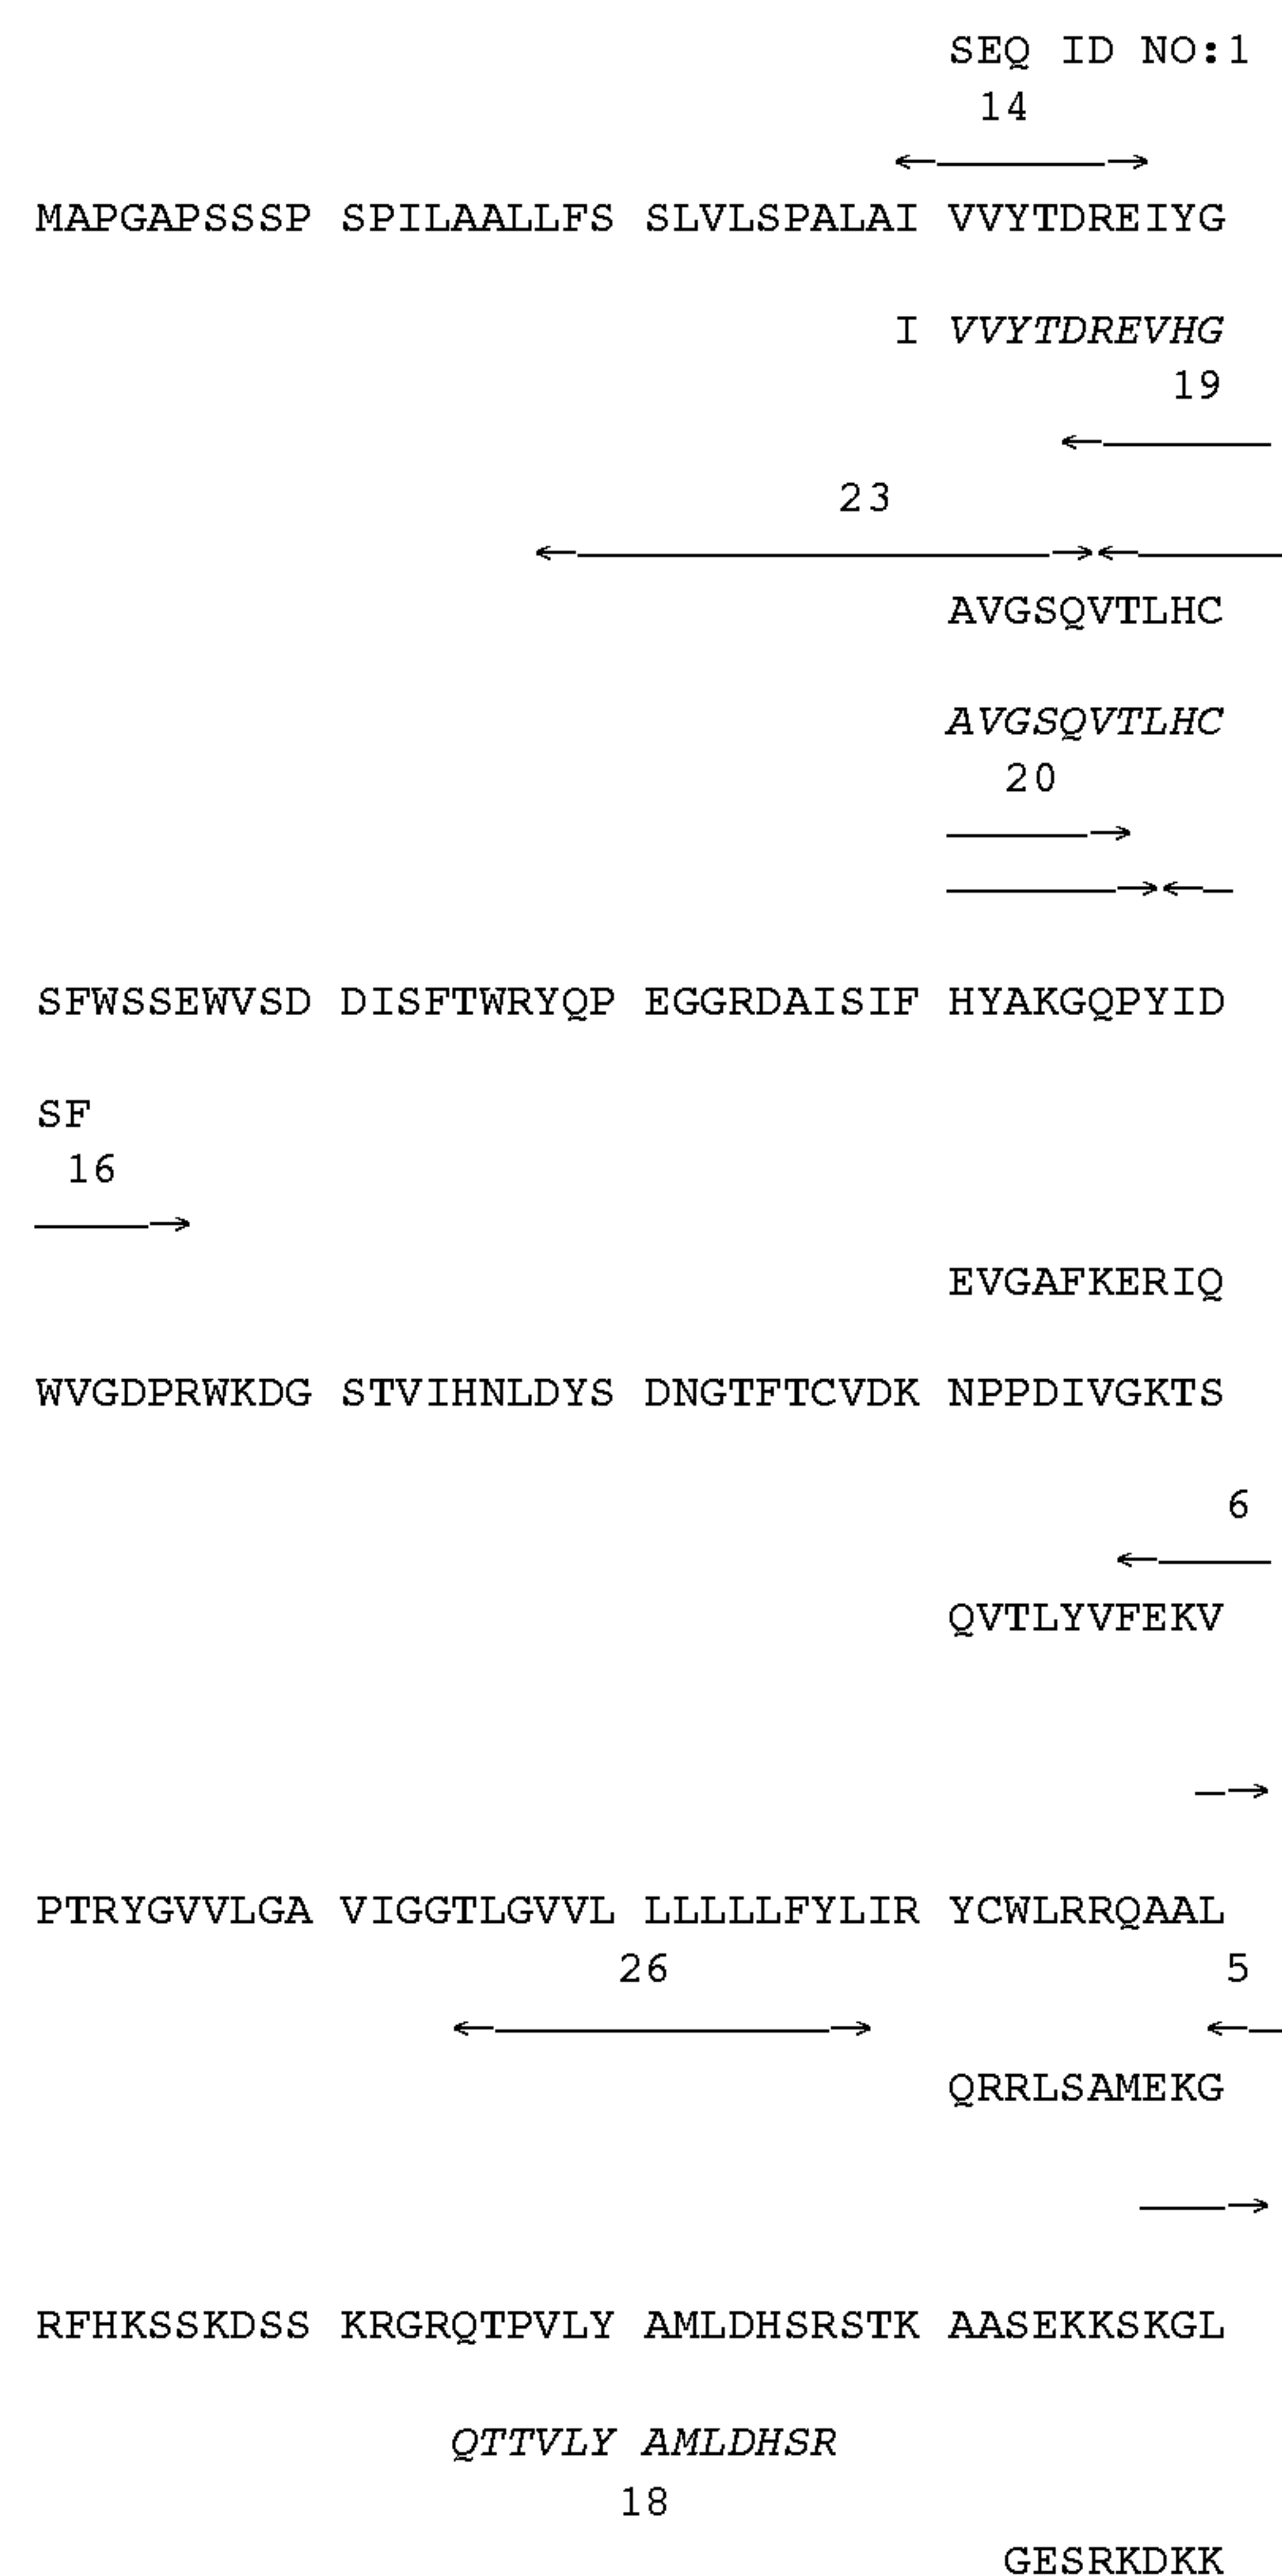 SEQ ID NO:1
14
MAPGAPSSSP SPILAALLFS SLVLSPALAI VVYTDREIYG
I VVYTDREVHG
19
23
AVGSQVTLHC
AVGSQVTLHC
20
SFWSSEWVSD DISFTWRYQP EGGRDAISIF HYAKGQPYID
SF
16
EVGAFKERIQ
WVGDPRWKDG STVIHNLDYS DNGTFTCVDK NPPDIVGKTS
6
QVTLYVFEKV
PTRYGVVLGA VIGGTLGVVL LLLLLFYLIR YCWLRRQAAL
26 5
QRRLSAMEKG
RFHKSSKDSS KRGRQTPVLY AMLDHSRSTK AASEKKSKGL
QTTVLY AMLDHSR
18
GESRKDKK